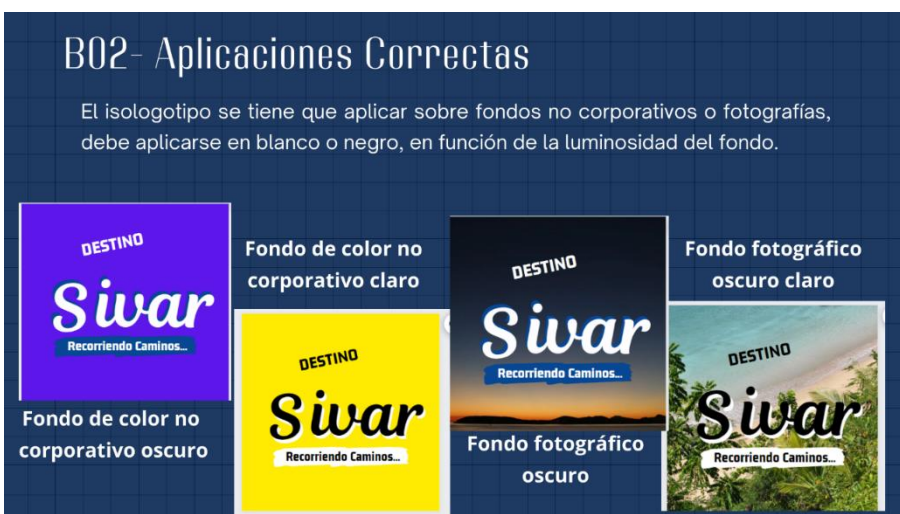 B02- Aplicaciones Correctas
El isologotipo se tiene que aplicar sobre fondos no corporativos o fotografías,
debe aplicarse en blanco o negro, en función de la luminosidad del fondo.
DESTINO
Sivar
Recorriendo Caminos...
Fondo de color no
corporativo oscuro
Fondo de color no
corporativo claro
DESTINO
Sivar
Recorriendo Caminos...
DESTINO
Sivar
Recorriendo Caminos...
Fondo fotográfico
oscuro
Fondo fotográfico
oscuro claro
DESTINO
Sivar
Recorriendo Caminos...